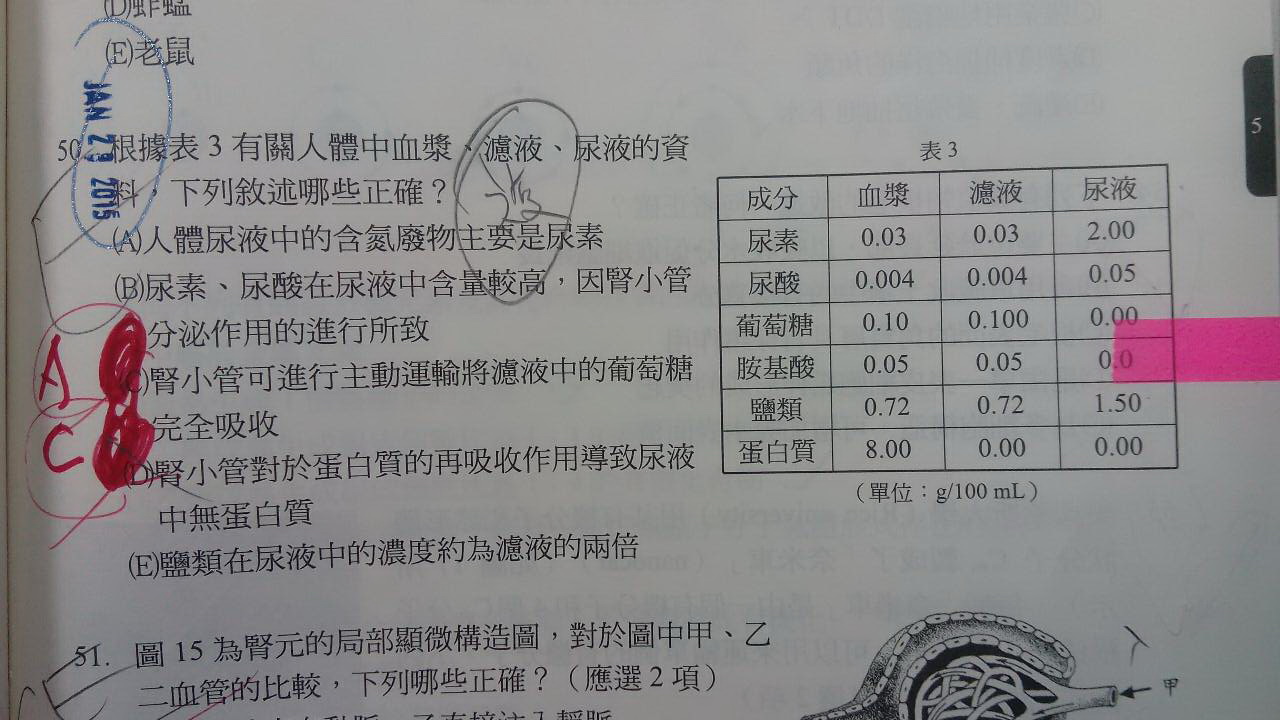 (D)蚱蜢
(E)老鼠
JAN 23 2015
5
50. 根據表 3 有關人體中血漿、濾液、尿液的資
料，下列敘述哪些正確？
(A)人體尿液中的含氮廢物主要是尿素
(B)尿素、尿酸在尿液中含量較高，因腎小管
分泌作用的進行所致
(C)腎小管可進行主動運輸將濾液中的葡萄糖
完全吸收
(D)腎小管對於蛋白質的再吸收作用導致尿液
中無蛋白質
(E)鹽類在尿液中的濃度約為濾液的兩倍
A
C
表 3
成分 血漿 濾液 尿液
尿素 0.03 0.03 2.00
尿酸 0.004 0.004 0.05
葡萄糖 0.10 0.100 0.00
胺基酸 0.05 0.05 0.0
鹽類 0.72 0.72 1.50
蛋白質 8.00 0.00 0.00
（單位：g/100 mL）
51. 圖 15 為腎元的局部顯微構造圖，對於圖中甲、乙
二血管的比較，下列哪些正確？（應選 2 項）
甲